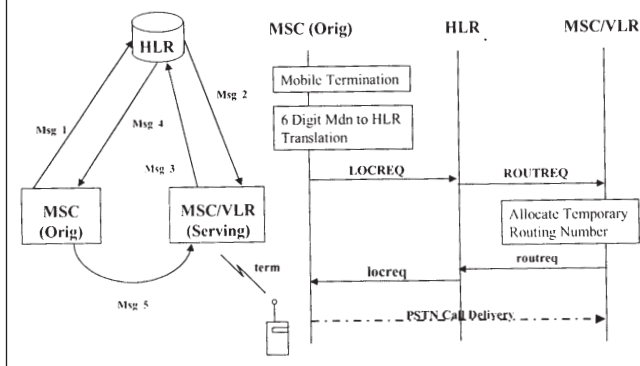 HLR
Msg 1
Msg 4
Msg 2
Msg 3
MSC
(Orig)
MSC/VLR
(Serving)
term
Msg 5
MSC (Orig)
HLR
MSC/VLR
Mobile Termination
6 Digit Mdn to HLR
Translation
LOCREQ
ROUTREQ
Allocate Temporary
Routing Number
routreq
locreq
PSTN Call Delivery